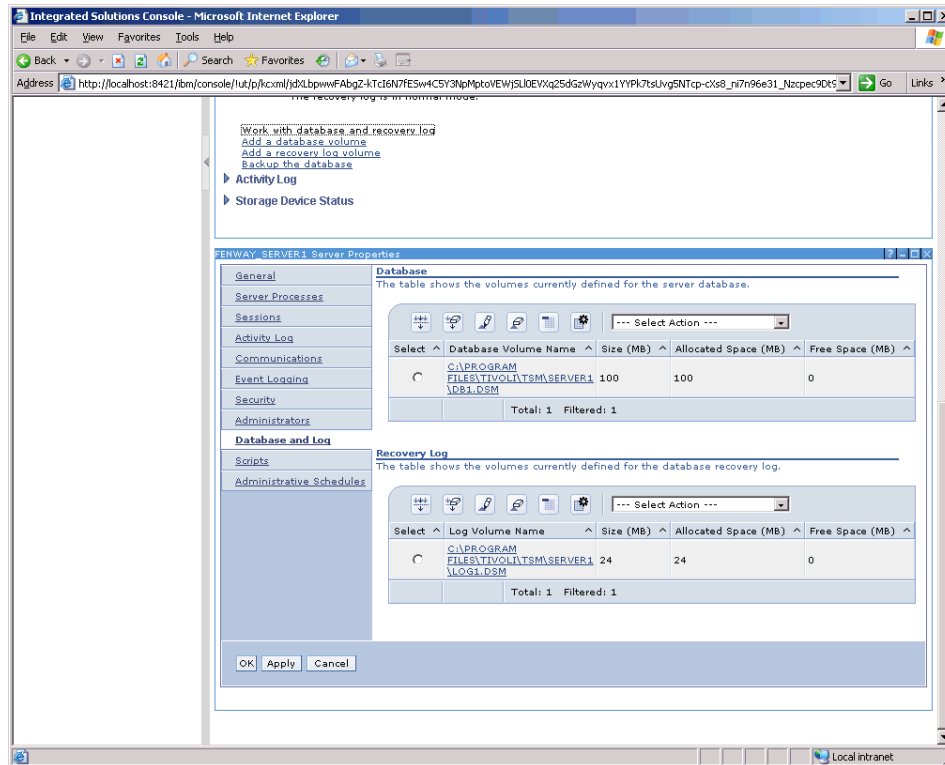 Integrated Solutions Console - Microsoft Internet Explorer
File Edit View Favorites Tools Help
Back Search Favorites
Address Go Links
The recovery log is in normal mode.
Work with database and recovery log
Add a database volume
Add a recovery log volume
Backup the database
Activity Log
Storage Device Status
FENWAY_SERVER1 Server Properties
General
Server Processes
Sessions
Activity Log
Communications
Event Logging
Security
Administrators
Database and Log
Scripts
Administrative Schedules
Database
The table shows the volumes currently defined for the server database.
--- Select Action ---
Select Database Volume Name Size (MB) Allocated Space (MB) Free Space (MB)
C:\PROGRAM
FILES\TIVOLI\TSM\SERVER1 100 100 0
\DB1.DSM
Total: 1 Filtered: 1
Recovery Log
The table shows the volumes currently defined for the database recovery log.
--- Select Action ---
Select Log Volume Name Size (MB) Allocated Space (MB) Free Space (MB)
C:\PROGRAM
FILES\TIVOLI\TSM\SERVER1 24 24 0
\LOG1.DSM
Total: 1 Filtered: 1
OK Apply Cancel
Local intranet